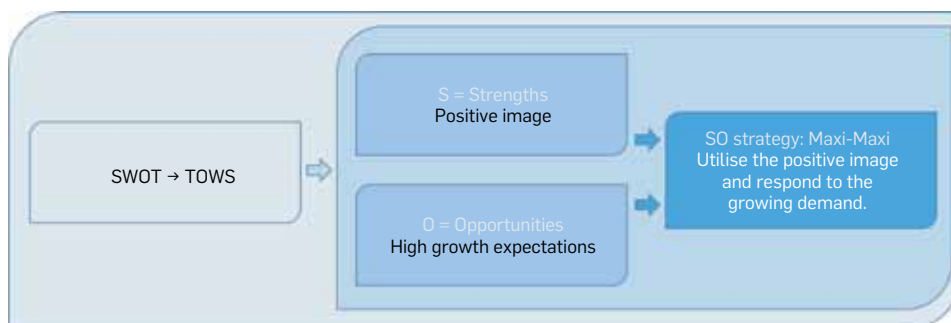 SWOT → TOWS
S = Strengths
Positive image
O = Opportunities
High growth expectations
SO strategy: Maxi-Maxi
Utilise the positive image
and respond to the
growing demand.